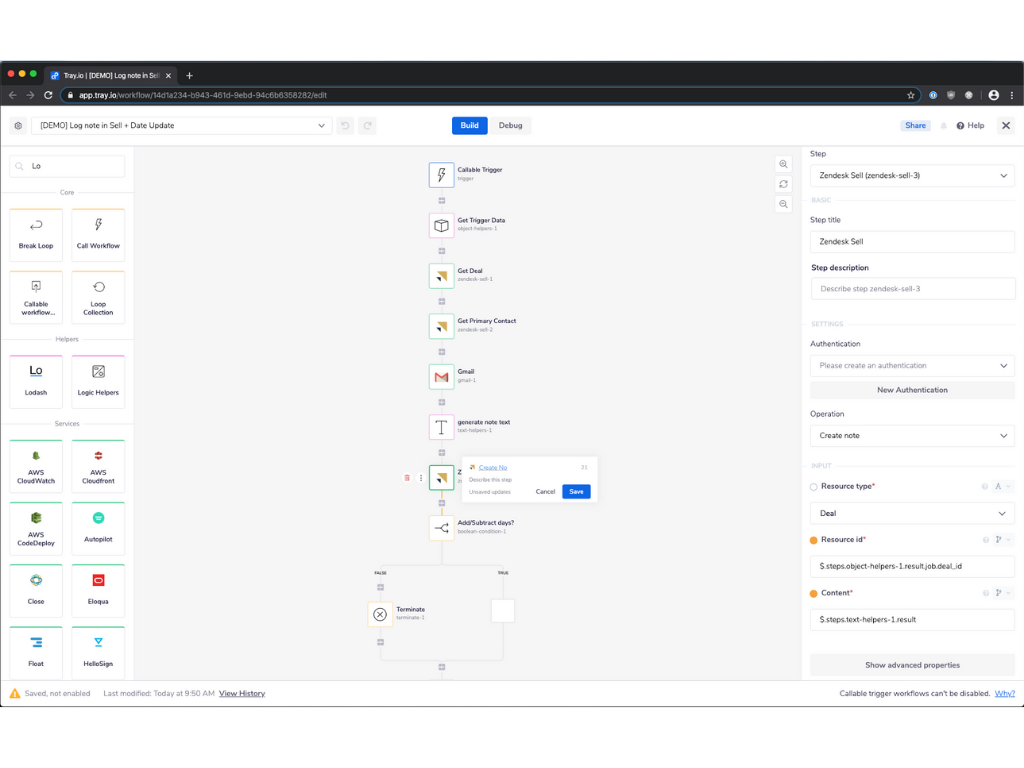 Tray.io | [DEMO] Log note in Sell
app.tray.io/workflow/14d1a234-b943-461d-9ebd-94c6b6358282/edit
[DEMO] Log note in Sell + Date Update
Build
Debug
Share
Help
Lo
Core
Break Loop
Call Workflow
Callable
workflow...
Loop
Collection
Helpers
Lo
Lodash
Logic Helpers
Services
AWS
CloudWatch
AWS
Cloudfront
AWS
CodeDeploy
Autopilot
Close
Eloqua
Float
HelloSign
Callable Trigger
trigger
Get Trigger Data
object-helpers-1
Get Deal
zendesk-sell-1
Get Primary Contact
zendesk-sell-2
Gmail
gmail-1
generate note text
text-helpers-1
Z
Create No
31
Describe this step
Unsaved updates
Cancel
Save
Add/Subtract days?
boolean-condition-1
FALSE
TRUE
Terminate
terminate-1
Step
Zendesk Sell (zendesk-sell-3)
BASIC
Step title
Zendesk Sell
Step description
Describe step zendesk-sell-3
SETTINGS
Authentication
Please create an authentication
New Authentication
Operation
Create note
INPUT
Resource type*
Deal
Resource id*
$.steps.object-helpers-1.result.job.deal_id
Content*
$.steps.text-helpers-1.result
Show advanced properties
Saved, not enabled
Last modified: Today at 9:50 AM
View History
Callable trigger workflows can't be disabled.
Why?